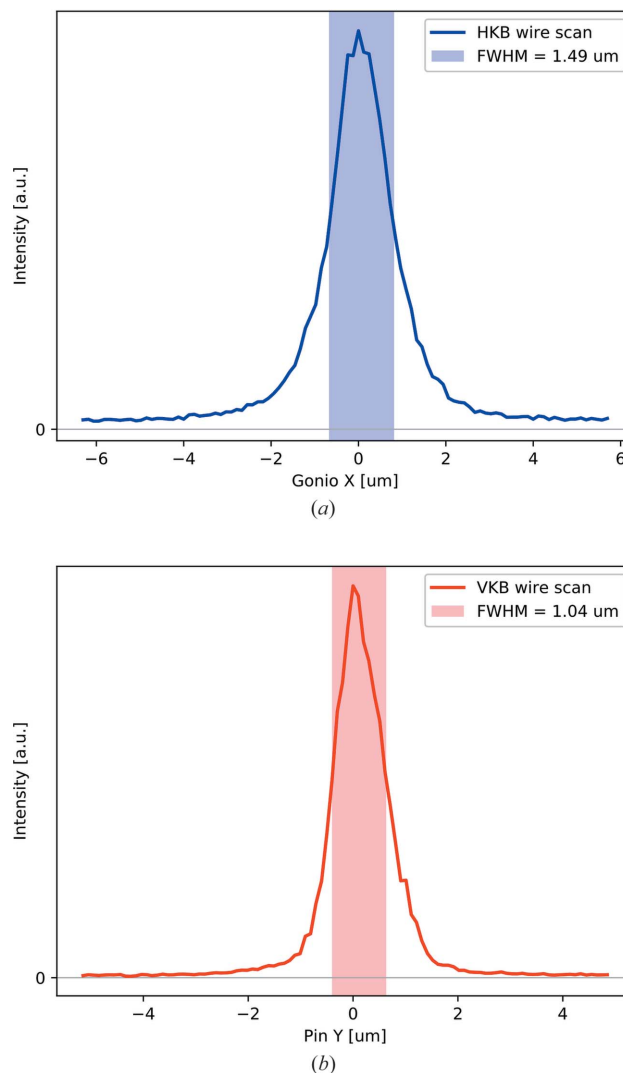 HKB wire scan
FWHM = 1.49 um
Intensity [a.u.]
0
−6 −4 −2 0 2 4 6
Gonio X [um]
(a)
VKB wire scan
FWHM = 1.04 um
Intensity [a.u.]
0
−4 −2 0 2 4
Pin Y [um]
(b)